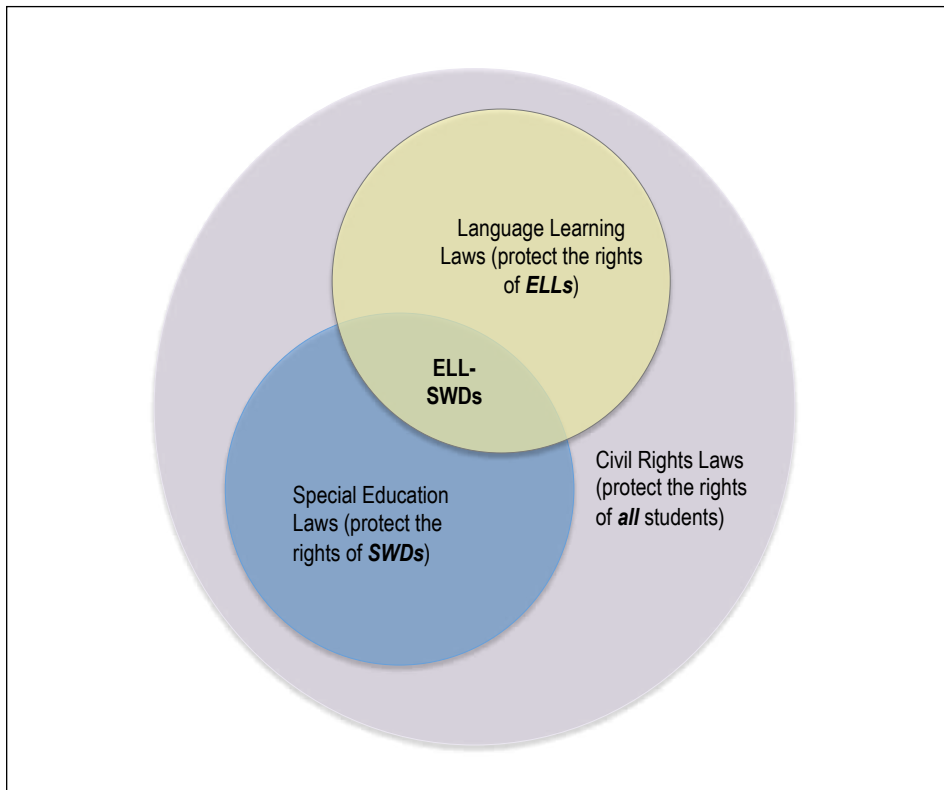 Language Learning
Laws (protect the rights
of ELLs)
ELL-
SWDs
Civil Rights Laws
(protect the rights
of all students)
Special Education
Laws (protect the
rights of SWDs)